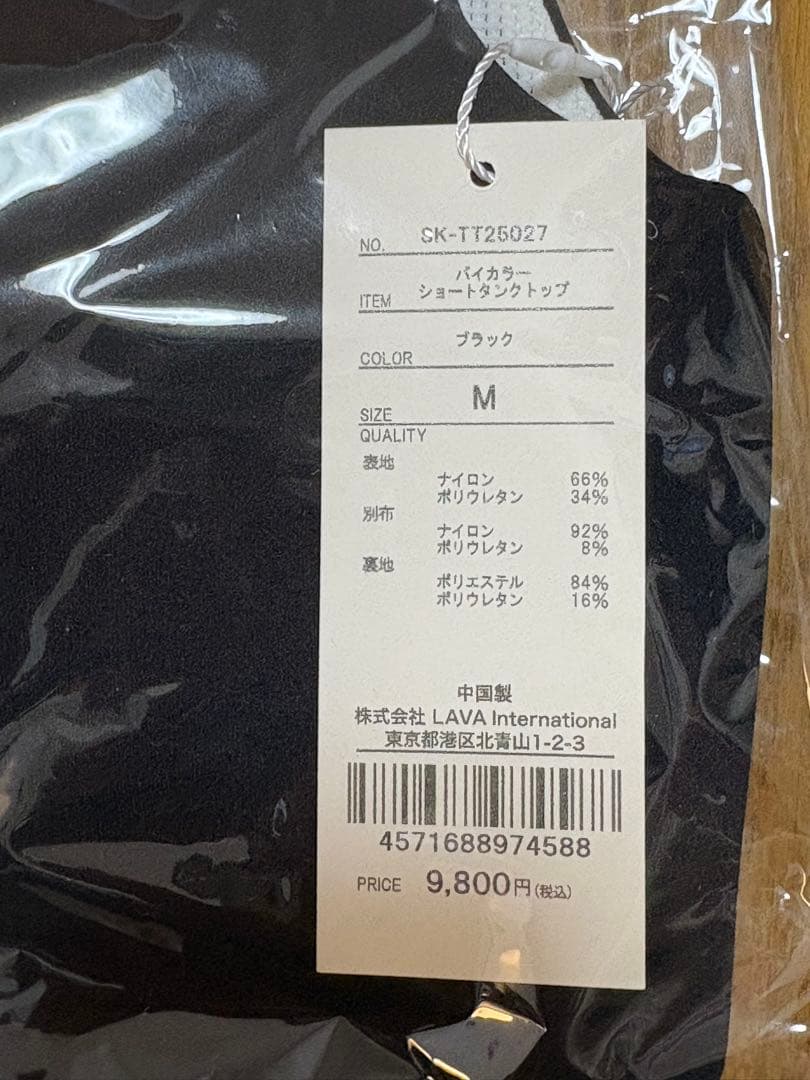 NO. SK-TT25027
バイカラー
ITEM ショートタンクトップ
COLOR ブラック
SIZE M
QUALITY
表地
ナイロン 66%
ポリウレタン 34%
別布
ナイロン 92%
ポリウレタン 8%
裏地
ポリエステル 84%
ポリウレタン 16%
中国製
株式会社 LAVA International
東京都港区北青山1-2-3
4571688974588
PRICE 9,800円(税込)